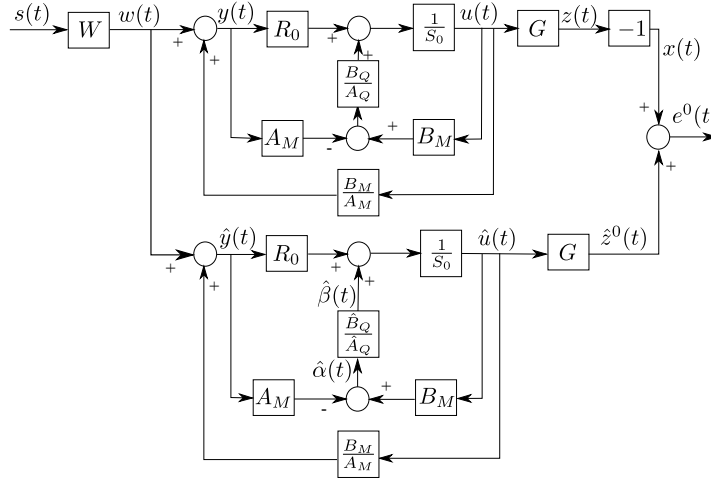 s(t) W w(t) + y(t) R_0 + 1/S_0 u(t) G z(t) -1
+ + x(t)
B_Q/A_Q
A_M - + B_M + e^0(t
+
B_M/A_M
ŷ(t) R_0 + 1/S_0 û(t) G ẑ^0(t)
+ + +
β̂(t)
B̂_Q/Â_Q
α̂(t)
A_M - + B_M
B_M/A_M